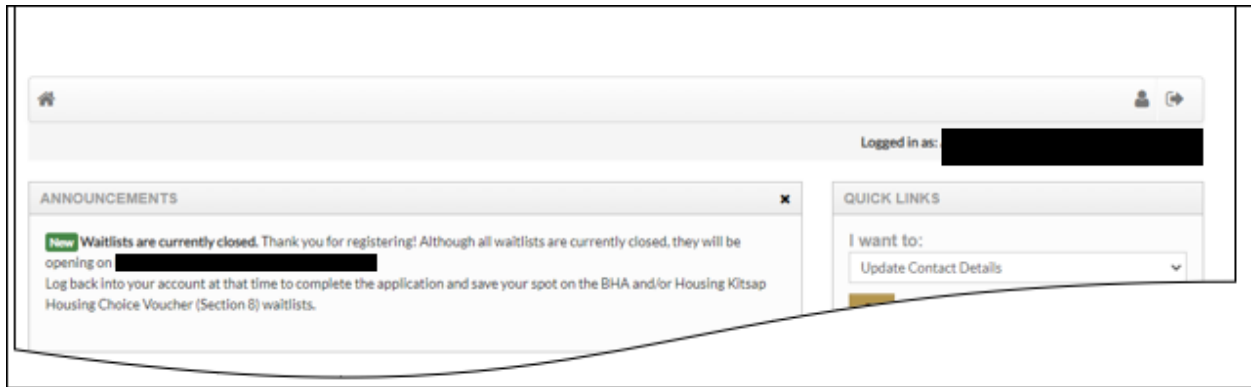 Logged in as:
ANNOUNCEMENTS
New Waitlists are currently closed. Thank you for registering! Although all waitlists are currently closed, they will be
opening on
Log back into your account at that time to complete the application and save your spot on the BHA and/or Housing Kitsap
Housing Choice Voucher (Section 8) waitlists.
QUICK LINKS
I want to:
Update Contact Details